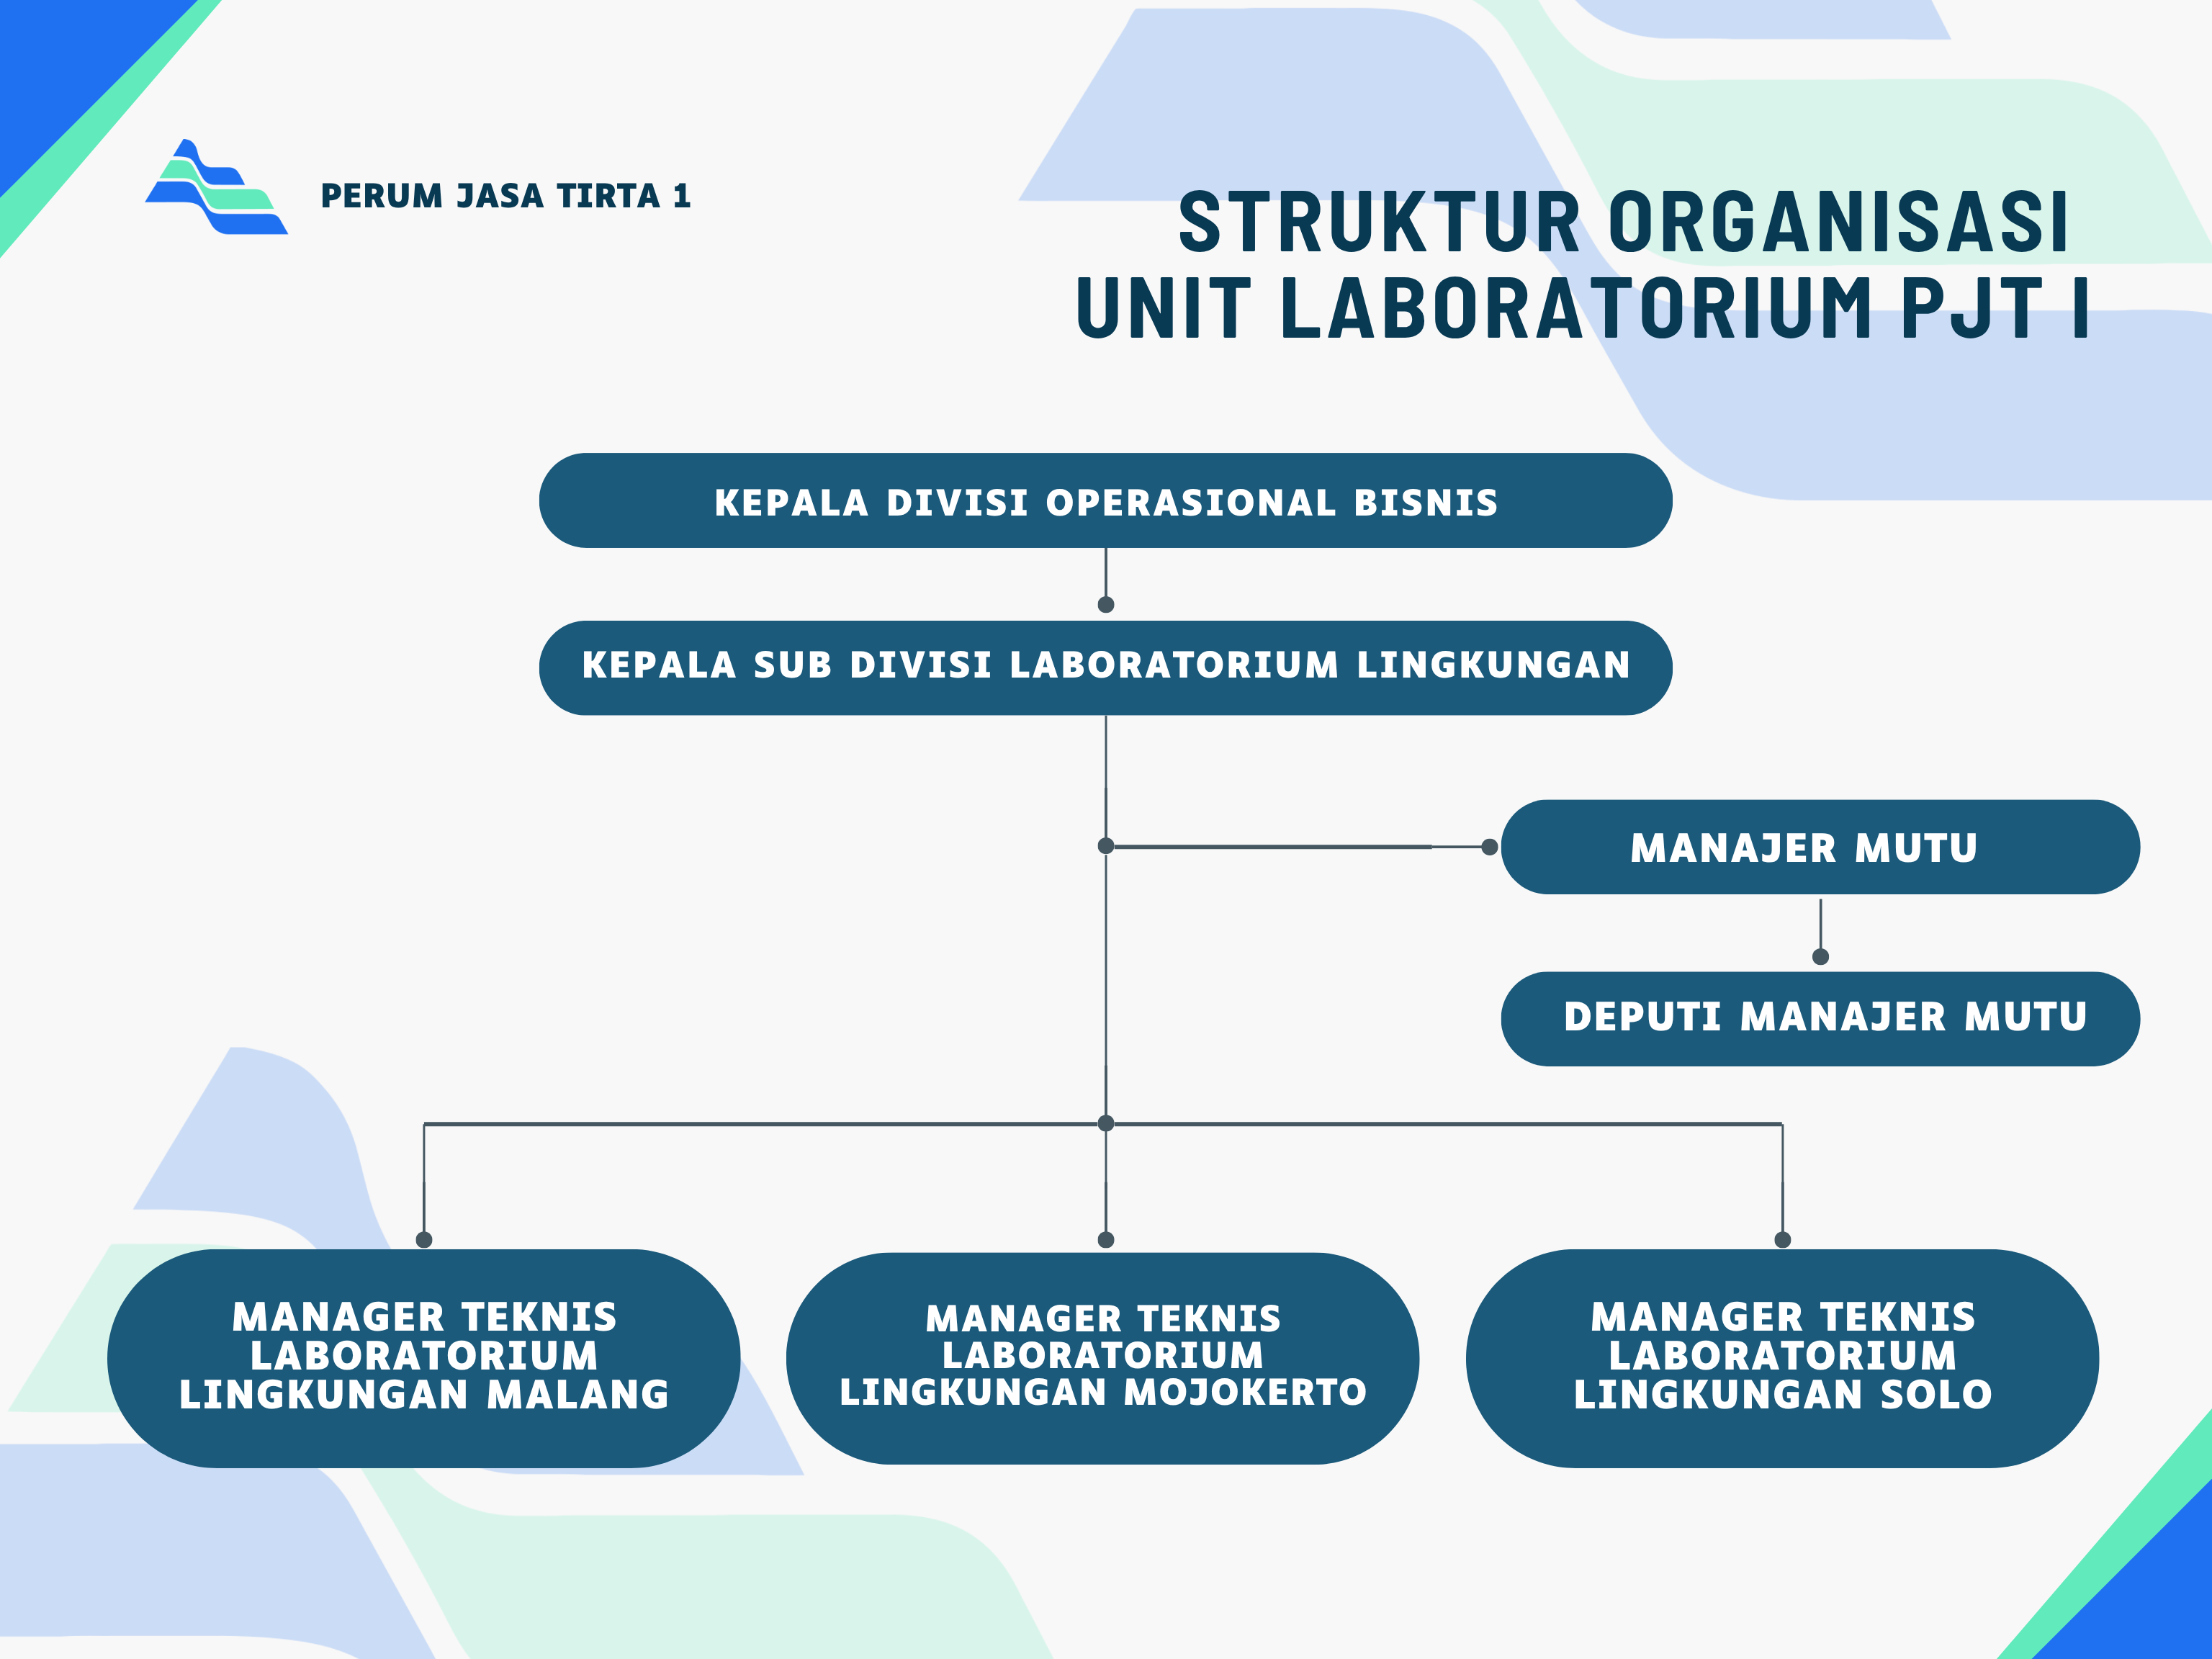 PERUM JASA TIRTA 1
STRUKTUR ORGANISASI
UNIT LABORATORIUM PJT I
KEPALA DIVISI OPERASIONAL BISNIS
KEPALA SUB DIVISI LABORATORIUM LINGKUNGAN
MANAJER MUTU
DEPUTI MANAJER MUTU
MANAGER TEKNIS
LABORATORIUM
LINGKUNGAN MALANG
MANAGER TEKNIS
LABORATORIUM
LINGKUNGAN MOJOKERTO
MANAGER TEKNIS
LABORATORIUM
LINGKUNGAN SOLO